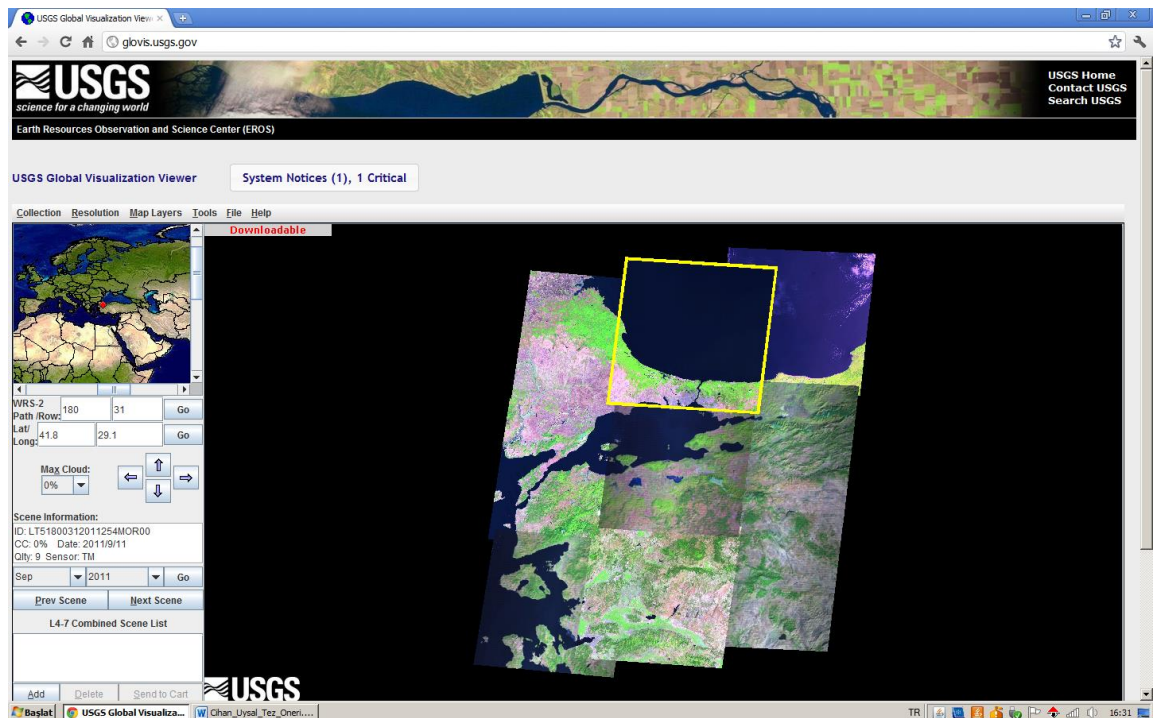 USGS Global Visualization View
glovis.usgs.gov
USGS
science for a changing world
USGS Home
Contact USGS
Search USGS
Earth Resources Observation and Science Center (EROS)
USGS Global Visualization Viewer
System Notices (1), 1 Critical
Collection Resolution Map Layers Tools File Help
Downloadable
WRS-2
Path /Row: 180 31 Go
Lat/
Long: 41.8 29.1 Go
Max Cloud:
0%
Scene Information:
ID: LT51800312011254MOR00
CC: 0% Date: 2011/9/11
Qlty: 9 Sensor: TM
Sep 2011 Go
Prev Scene Next Scene
L4-7 Combined Scene List
Add Delete Send to Cart
USGS
Başlat USGS Global Visualiza... Cihan_Uysal_Tez_Oneri.... TR 16:31